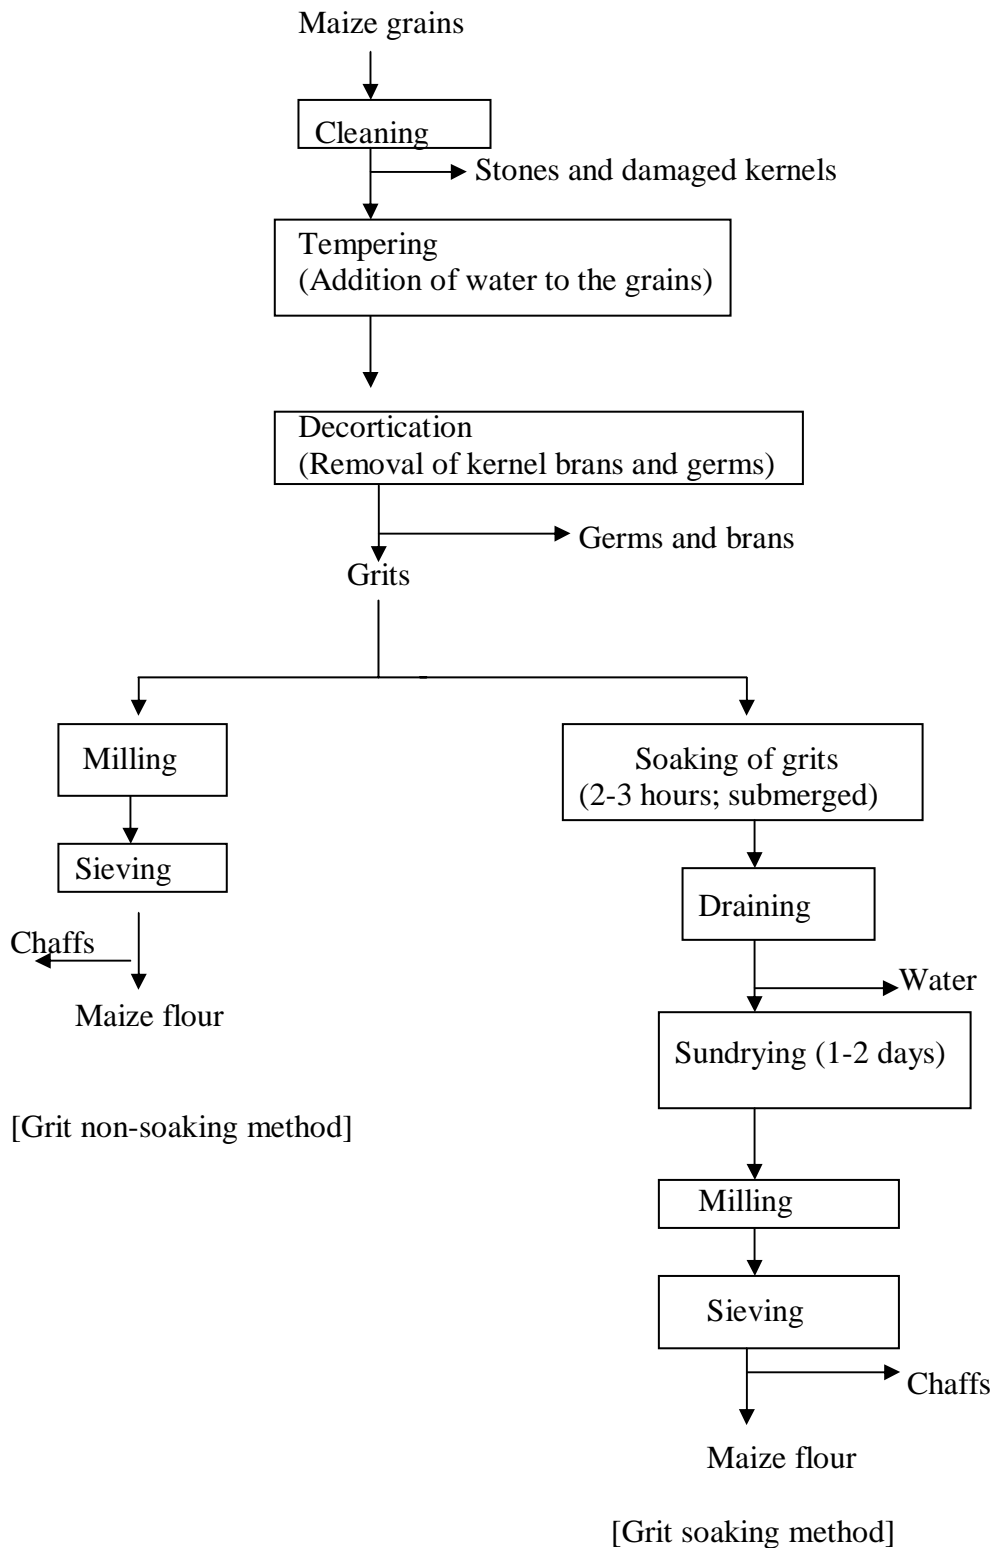 Maize grains
Cleaning
Stones and damaged kernels
Tempering
(Addition of water to the grains)
Decortication
(Removal of kernel brans and germs)
Germs and brans
Grits
Milling
Sieving
Chaffs
Maize flour
[Grit non-soaking method]
Soaking of grits
(2-3 hours; submerged)
Draining
Water
Sundrying (1-2 days)
Milling
Sieving
Chaffs
Maize flour
[Grit soaking method]